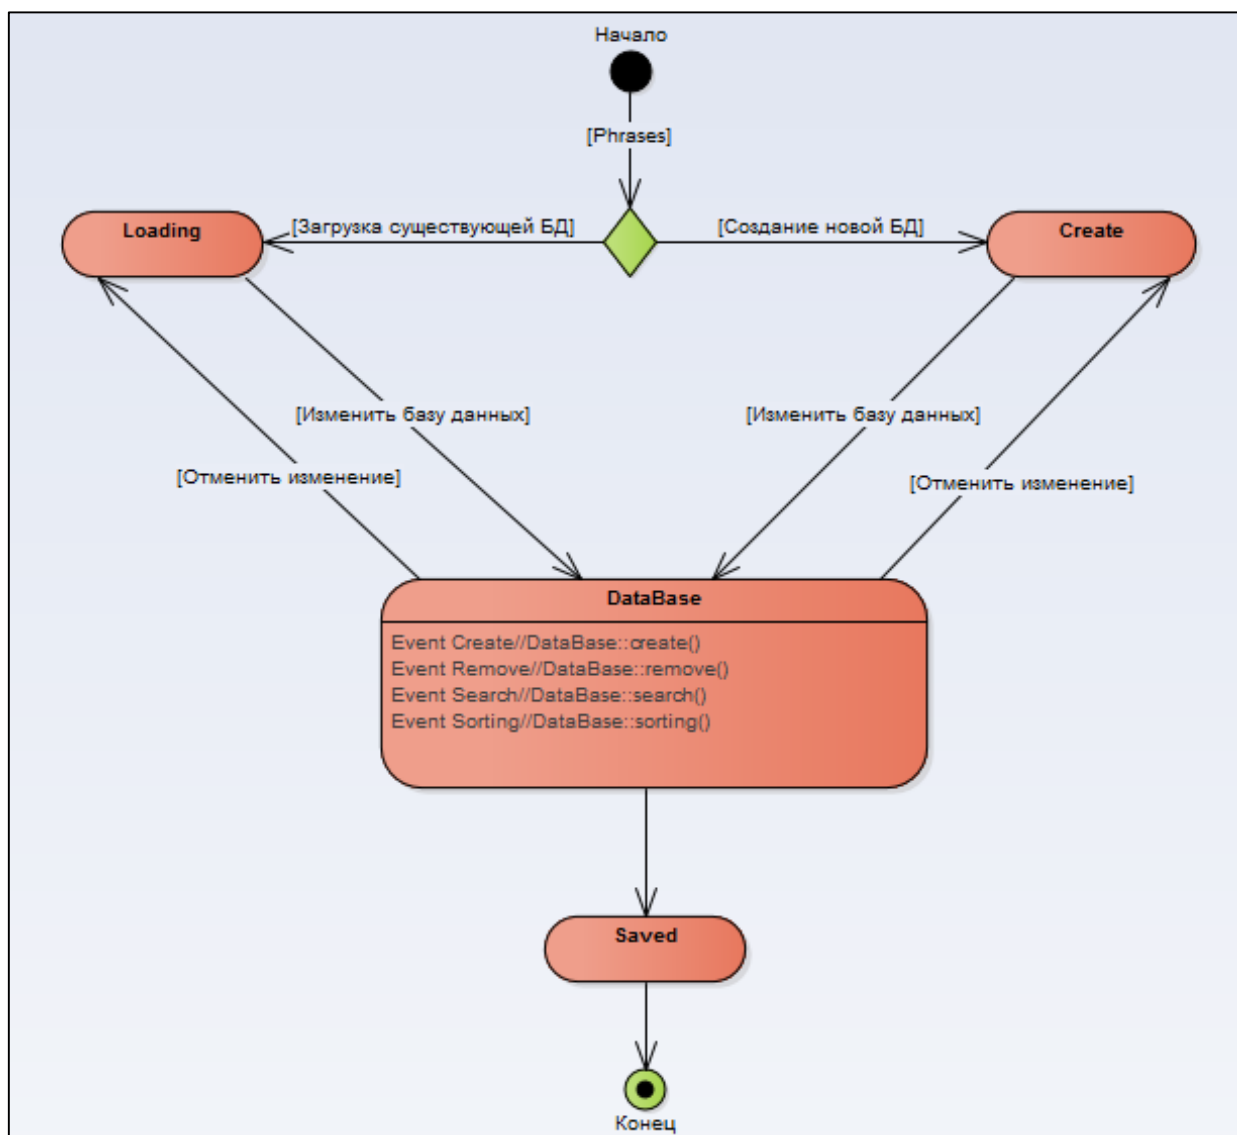 Начало
[Phrases]
Loading
[Загрузка существующей БД]
[Создание новой БД]
Create
[Изменить базу данных]
[Изменить базу данных]
[Отменить изменение]
[Отменить изменение]
DataBase
Event Create//DataBase::create()
Event Remove//DataBase::remove()
Event Search//DataBase::search()
Event Sorting//DataBase::sorting()
Saved
Конец